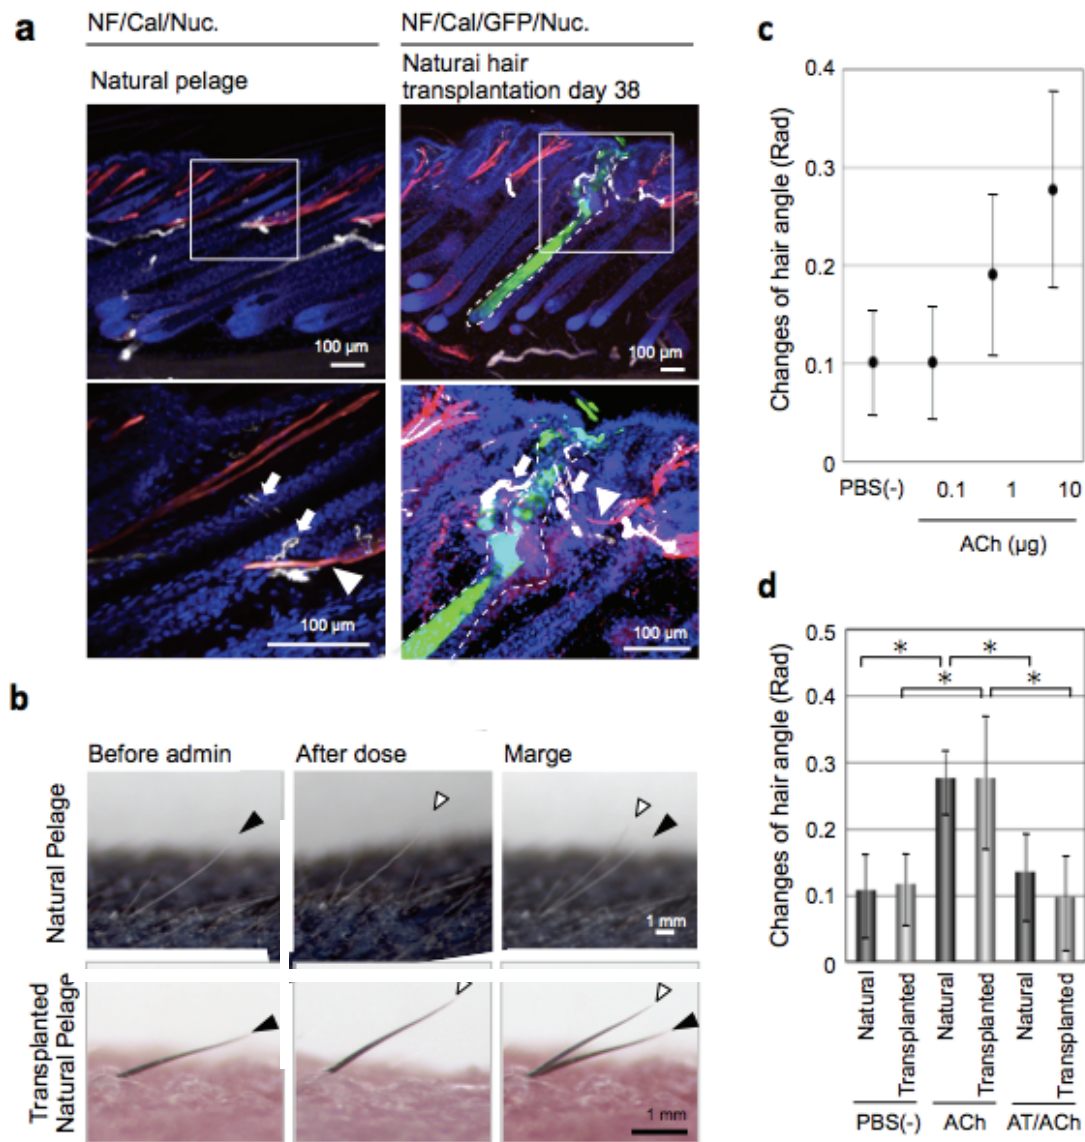 a
NF/Cal/Nuc.
NF/Cal/GFP/Nuc.
Natural pelage
Naturai hair
transplantation day 38
100 µm
100 µm
100 µm
100 µm
b
Before admin
After dose
Marge
Natural Pelage
1 mm
Transplanted
Natural Pelage
1 mm
c
Changes of hair angle (Rad)
0.4
0.3
0.2
0.1
0
PBS(-)
0.1
1
10
ACh (µg)
d
Changes of hair angle (Rad)
0.5
0.4
0.3
0.2
0.1
0
*
*
*
*
Natural
Transplanted
Natural
Transplanted
Natural
Transplanted
PBS(-)
ACh
AT/ACh